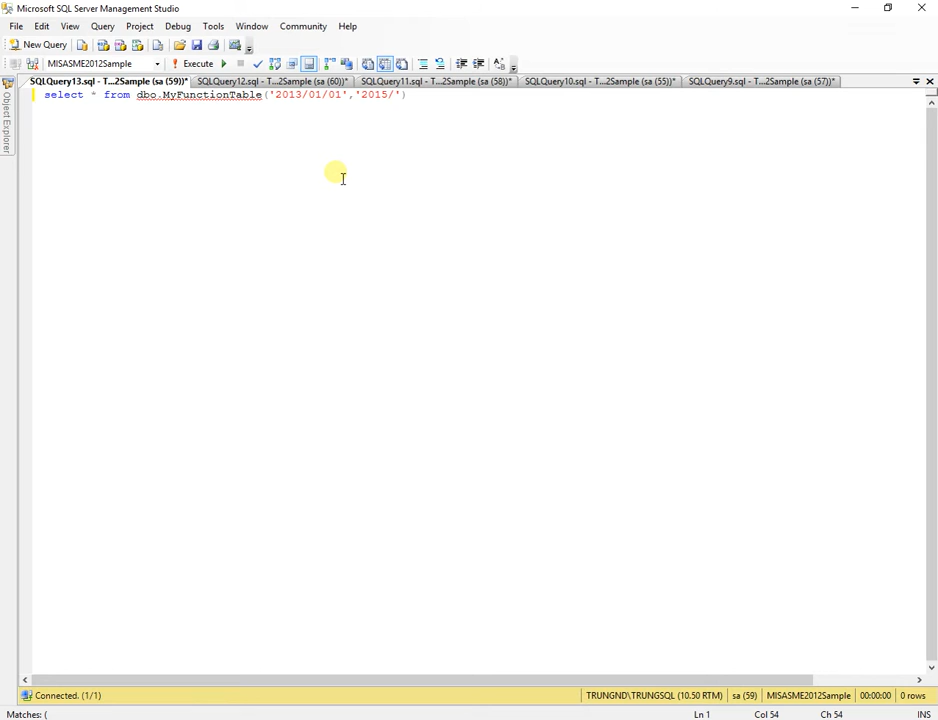 Microsoft SQL Server Management Studio
File Edit View Query Project Debug Tools Window Community Help
New Query
MISASME2012Sample Execute
SQLQuery13.sql - T...2Sample (sa (59))* SQLQuery12.sql - T...2Sample (sa (60))* SQLQuery11.sql - T...2Sample (sa (58))* SQLQuery10.sql - T...2Sample (sa (55))* SQLQuery9.sql - T...2Sample (sa (57))*
Object Explorer
select * from dbo.MyFunctionTable('2013/01/01','2015/')
Connected. (1/1) TRUNGND\TRUNGSQL (10.50 RTM) sa (59) MISASME2012Sample 00:00:00 0 rows
Matches: ( Ln 1 Col 54 Ch 54 INS